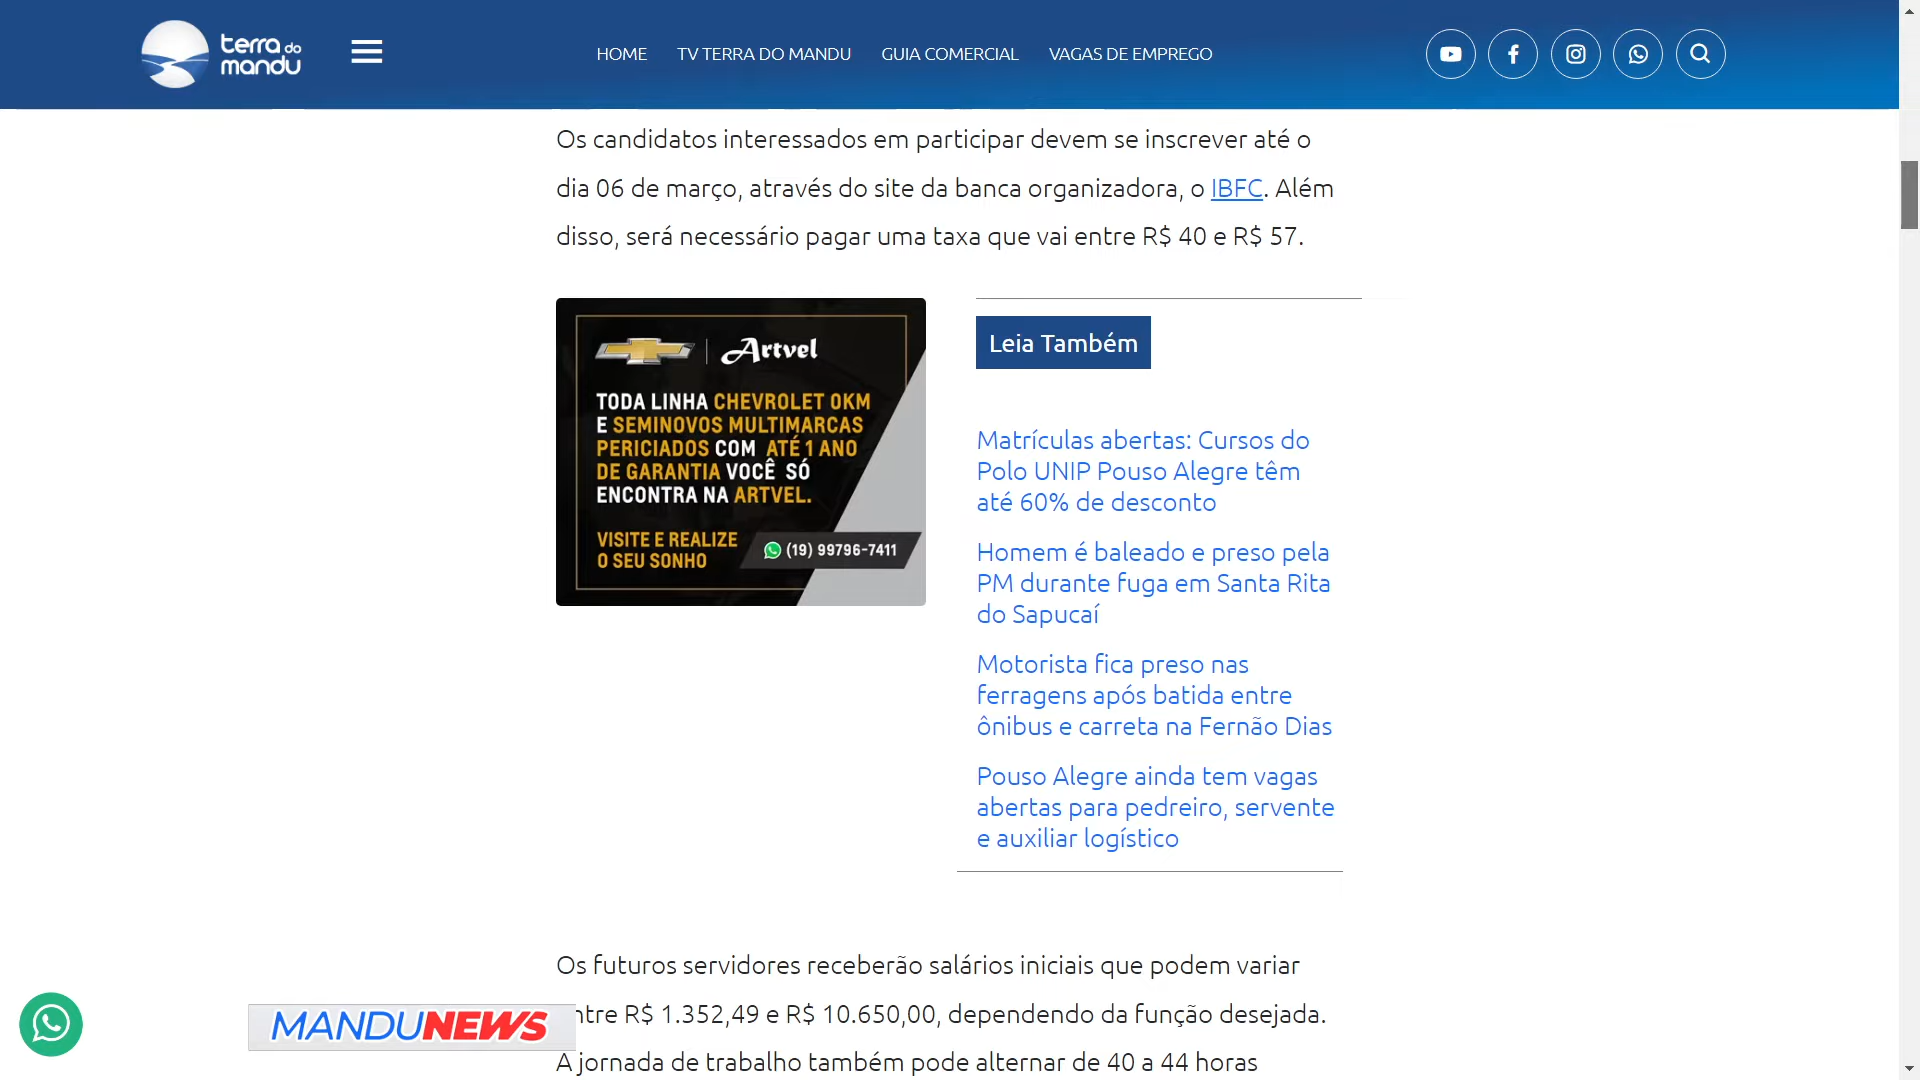 terra do
mandu
HOME
TV TERRA DO MANDU
GUIA COMERCIAL
VAGAS DE EMPREGO
Os candidatos interessados em participar devem se inscrever até o
dia 06 de março, através do site da banca organizadora, o IBFC. Além
disso, será necessário pagar uma taxa que vai entre R$ 40 e R$ 57.
Artvel
TODA LINHA CHEVROLET 0KM
E SEMINOVOS MULTIMARCAS
PERICIADOS COM ATÉ 1 ANO
DE GARANTIA VOCÊ SÓ
ENCONTRA NA ARTVEL.
VISITE E REALIZE
O SEU SONHO
(19) 99796-7411
Leia Também
Matrículas abertas: Cursos do
Polo UNIP Pouso Alegre têm
até 60% de desconto
Homem é baleado e preso pela
PM durante fuga em Santa Rita
do Sapucaí
Motorista fica preso nas
ferragens após batida entre
ônibus e carreta na Fernão Dias
Pouso Alegre ainda tem vagas
abertas para pedreiro, servente
e auxiliar logístico
Os futuros servidores receberão salários iniciais que podem variar
ntre R$ 1.352,49 e R$ 10.650,00, dependendo da função desejada.
A jornada de trabalho também pode alternar de 40 a 44 horas
MANDUNEWS